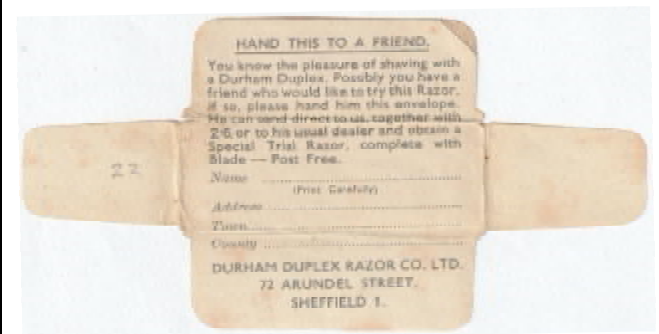 HAND THIS TO A FRIEND.
You know the pleasure of shaving with
a Durham Duplex. Possbly you have a
friend who would like to try this Razor.
If so, please hand him this envelope.
He can send direct to us, together with
2/6, or to his usual dealer and obtain a
Special Trial Razor, complete with
Blade — Post Free.
Name
(Print Carefully)
Address
Town
County
DURHAM DUPLEX RAZOR CO. LTD.
72 ARUNDEL STREET,
SHEFFIELD 1.
22